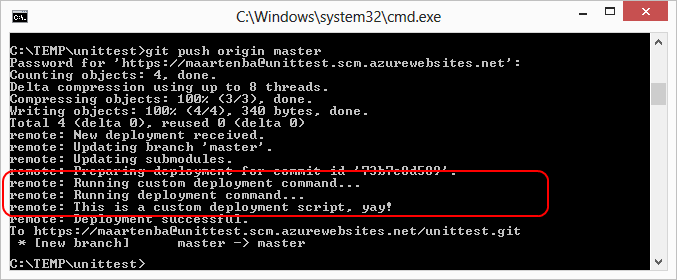 C:\Windows\system32\cmd.exe
C:\TEMP\unittest>git push origin master
Password for 'https://maartenba@unittest.scm.azurewebsites.net':
Counting objects: 4, done.
Delta compression using up to 8 threads.
Compressing objects: 100% (3/3), done.
Writing objects: 100% (4/4), 340 bytes, done.
Total 4 (delta 0), reused 0 (delta 0)
remote: New deployment received.
remote: Updating branch 'master'.
remote: Updating submodules.
remote: Preparing deployment for commit id '73b7c0d589'.
remote: Running custom deployment command...
remote: Running deployment command...
remote: This is a custom deployment script, yay!
remote: Deployment successful.
To https://maartenba@unittest.scm.azurewebsites.net/unittest.git
 * [new branch]      master -> master
C:\TEMP\unittest>